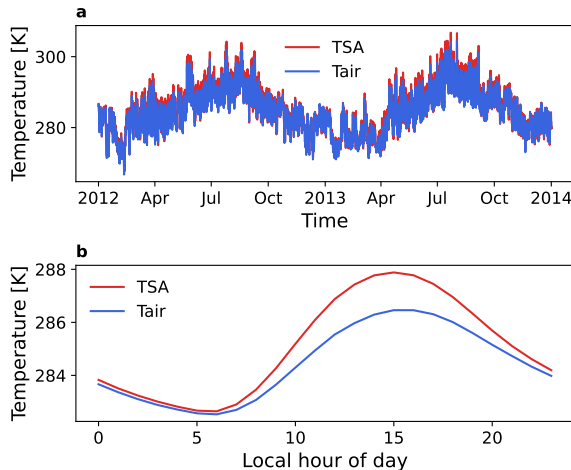 a
Temperature [K]
300
280
TSA
Tair
2012 Apr Jul Oct 2013 Apr Jul Oct 2014
Time
b
Temperature [K]
288
286
284
TSA
Tair
0 5 10 15 20
Local hour of day